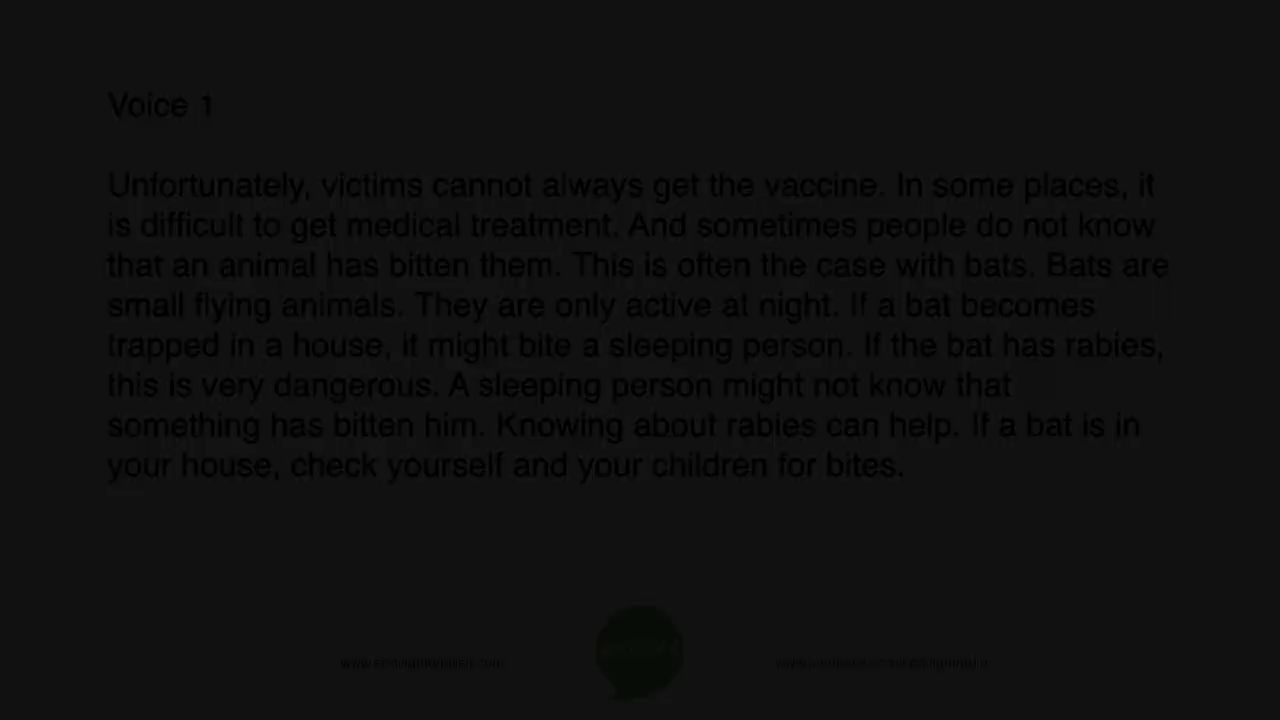 Voice 1
Unfortunately, victims cannot always get the vaccine. In some places, it
is difficult to get medical treatment. And sometimes people do not know
that an animal has bitten them. This is often the case with bats. Bats are
small flying animals. They are only active at night. If a bat becomes
trapped in a house, it might bite a sleeping person. If the bat has rabies,
this is very dangerous. A sleeping person might not know that
something has bitten him. Knowing about rabies can help. If a bat is in
your house, check yourself and your children for bites.